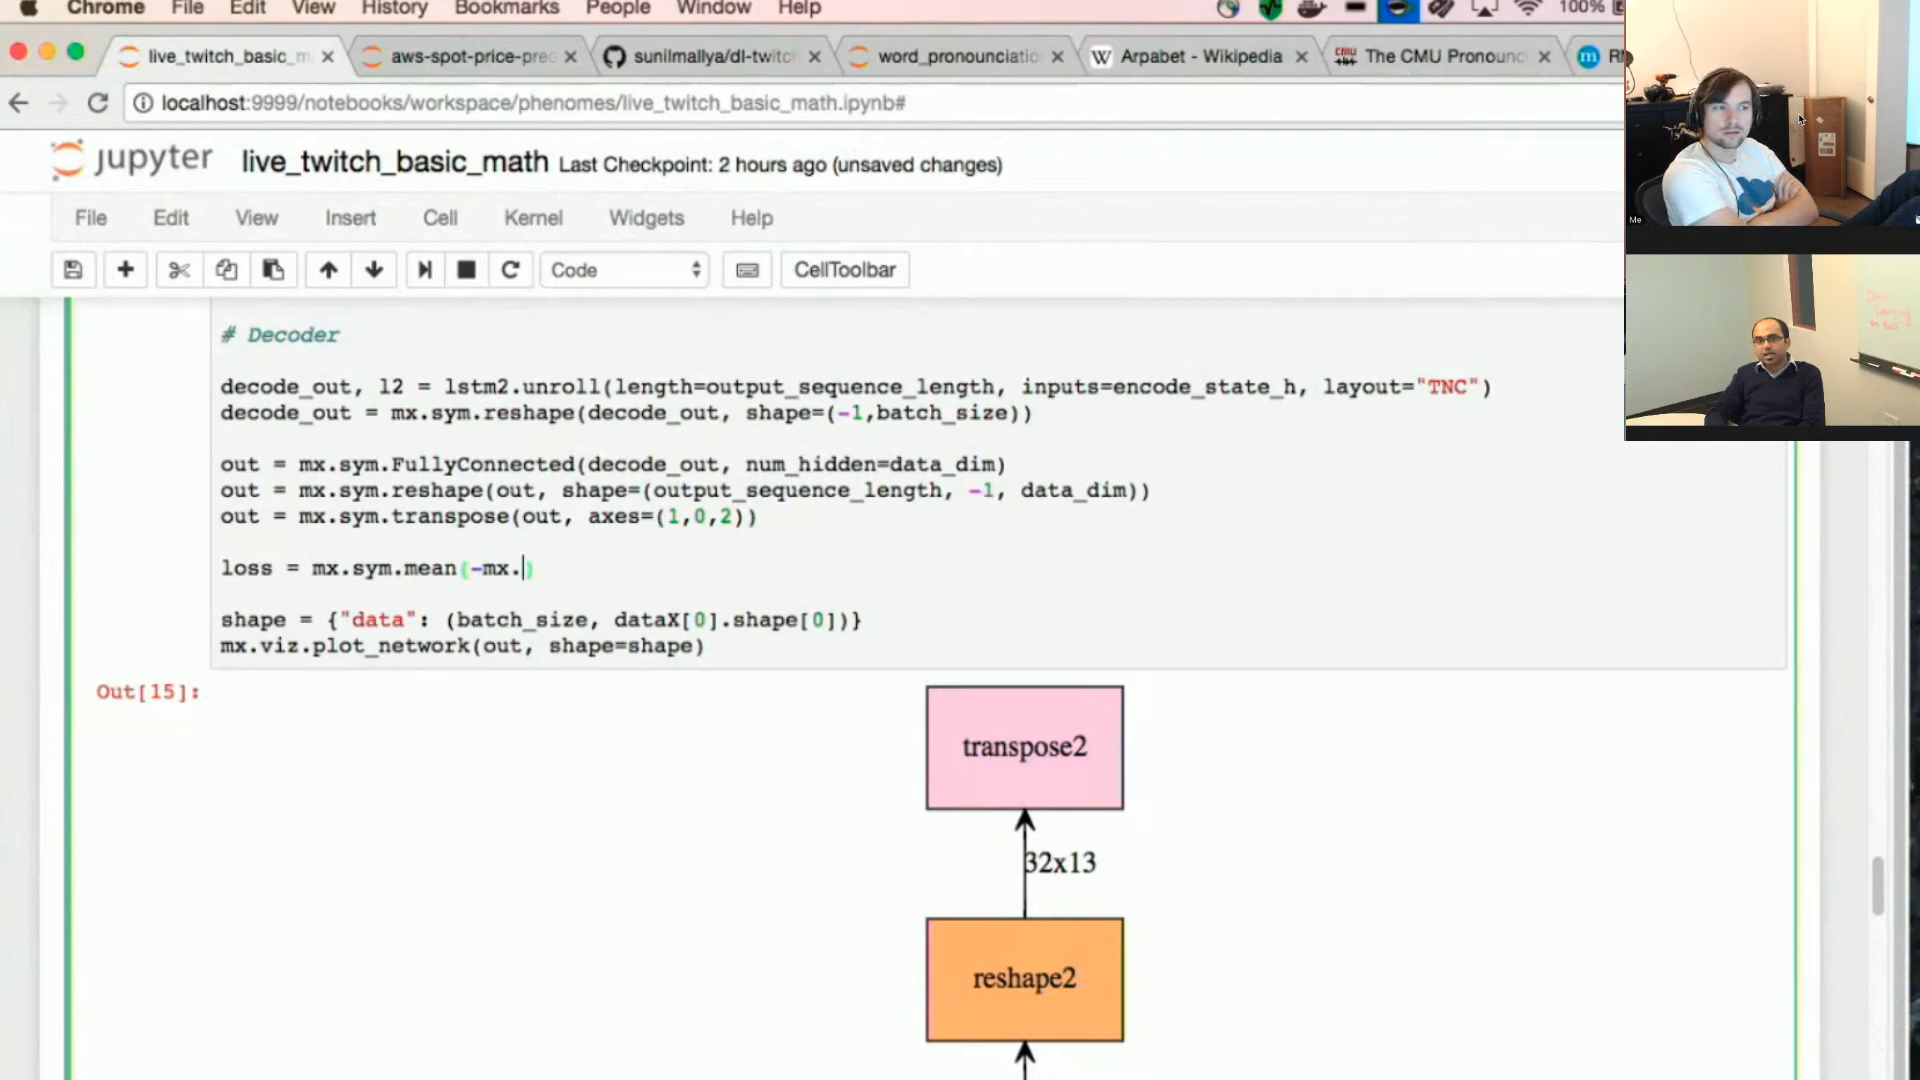 Chrome File Edit View History Bookmarks People Window Help 100%
live_twitch_basic_m aws-spot-price-pred sunilmallya/dl-twitch word_pronounciatio Arpabet - Wikipedia The CMU Pronounc
localhost:9999/notebooks/workspace/phenomes/live_twitch_basic_math.ipynb#
jupyter live_twitch_basic_math Last Checkpoint: 2 hours ago (unsaved changes)
File Edit View Insert Cell Kernel Widgets Help
Code CellToolbar
# Decoder
decode_out, l2 = lstm2.unroll(length=output_sequence_length, inputs=encode_state_h, layout="TNC")
decode_out = mx.sym.reshape(decode_out, shape=(-1,batch_size))
out = mx.sym.FullyConnected(decode_out, num_hidden=data_dim)
out = mx.sym.reshape(out, shape=(output_sequence_length, -1, data_dim))
out = mx.sym.transpose(out, axes=(1,0,2))
loss = mx.sym.mean(-mx.)
shape = {"data": (batch_size, dataX[0].shape[0])}
mx.viz.plot_network(out, shape=shape)
Out[15]:
transpose2
32x13
reshape2
Me